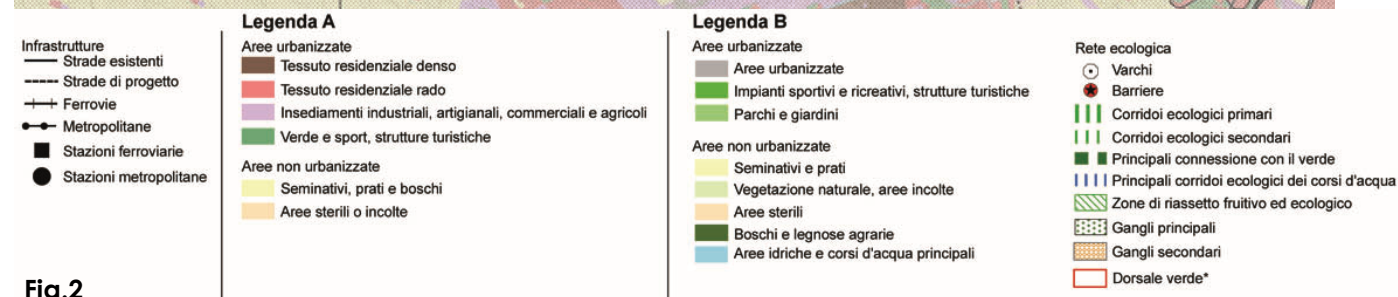 Infrastrutture
Strade esistenti
Strade di progetto
Ferrovie
Metropolitane
Stazioni ferroviarie
Stazioni metropolitane
Legenda A
Aree urbanizzate
Tessuto residenziale denso
Tessuto residenziale rado
Insediamenti industriali, artigianali, commerciali e agricoli
Verde e sport, strutture turistiche
Aree non urbanizzate
Seminativi, prati e boschi
Aree sterili o incolte
Legenda B
Aree urbanizzate
Aree urbanizzate
Impianti sportivi e ricreativi, strutture turistiche
Parchi e giardini
Aree non urbanizzate
Seminativi e prati
Vegetazione naturale, aree incolte
Aree sterili
Boschi e legnose agrarie
Aree idriche e corsi d'acqua principali
Rete ecologica
Varchi
Barriere
Corridoi ecologici primari
Corridoi ecologici secondari
Principali connessione con il verde
Principali corridoi ecologici dei corsi d'acqua
Zone di riassetto fruitivo ed ecologico
Gangli principali
Gangli secondari
Dorsale verde*
Fig.2